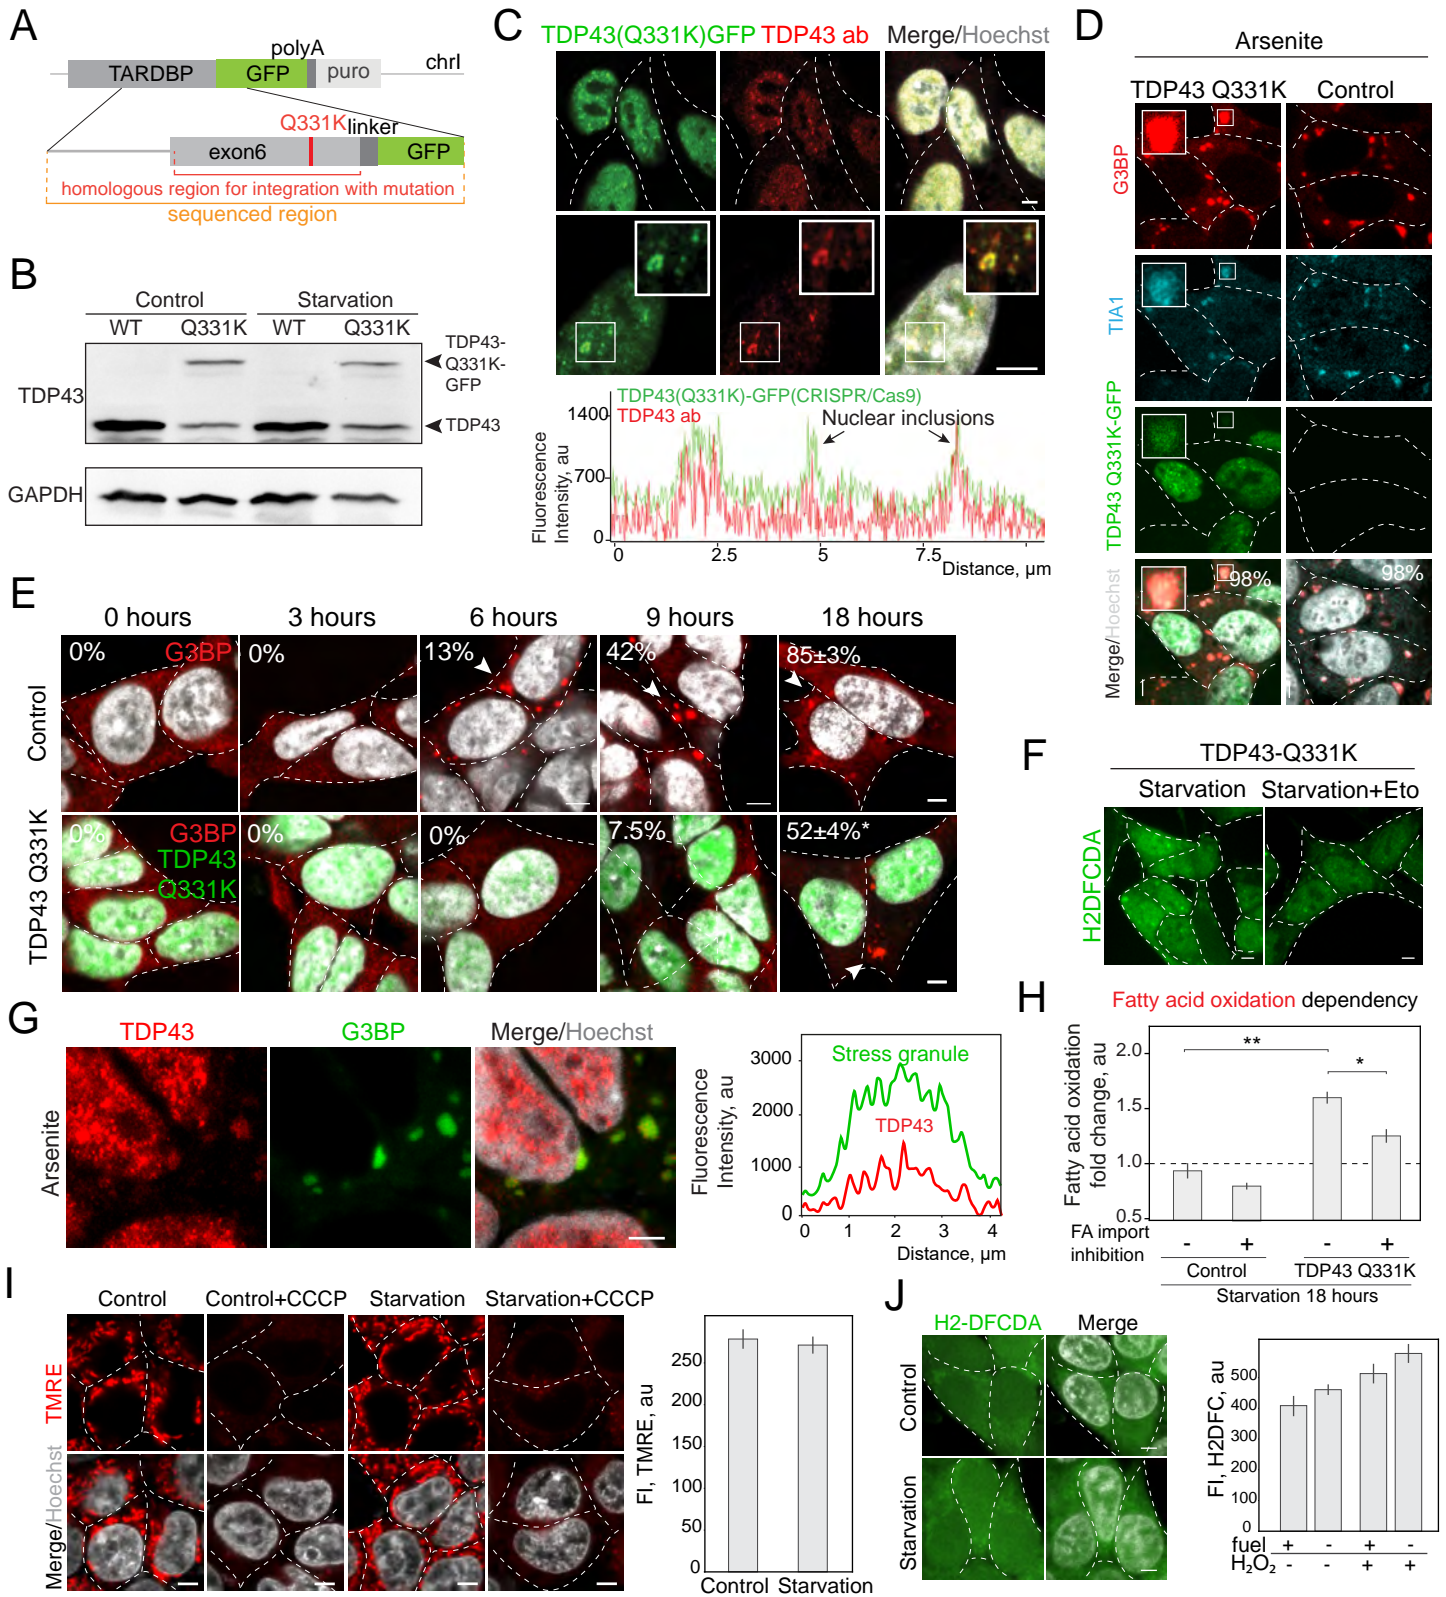 A
polyA
TARDBP
GFP
puro
chrI
Q331K
linker
exon6
GFP
homologous region for integration with mutation
sequenced region
B
Control
Starvation
WT
Q331K
WT
Q331K
TDP43
TDP43-
Q331K-
GFP
TDP43
GAPDH
C
TDP43(Q331K)GFP
TDP43 ab
Merge/Hoechst
TDP43(Q331K)-GFP(CRISPR/Cas9)
TDP43 ab
Nuclear inclusions
Fluorescence
Intensity, au
1400
700
0
0
2.5
5
7.5
Distance, µm
D
Arsenite
TDP43 Q331K
Control
G3BP
TIA1
TDP43 Q331K-GFP
Merge/Hoechst
98%
98%
E
0 hours
3 hours
6 hours
9 hours
18 hours
Control
0%
G3BP
0%
13%
42%
85±3%
TDP43 Q331K
0%
G3BP
TDP43
Q331K
0%
0%
7.5%
52±4%*
F
TDP43-Q331K
Starvation
Starvation+Eto
H2DFCDA
G
TDP43
G3BP
Merge/Hoechst
Arsenite
Fluorescence
Intensity, au
3000
2000
1000
0
Stress granule
TDP43
0
1
2
3
4
Distance, µm
H
Fatty acid oxidation dependency
Fatty acid oxidation
fold change, au
2.0
1.5
1.0
0.5
**
*
FA import
inhibition
-
+
-
+
Control
TDP43 Q331K
Starvation 18 hours
I
Control
Control+CCCP
Starvation
Starvation+CCCP
TMRE
Merge/Hoechst
FI, TMRE, au
250
200
150
100
50
0
Control
Starvation
J
H2-DFCDA
Merge
Control
Starvation
FI, H2DFC, au
500
400
300
200
100
0
fuel
+
-
+
-
H₂O₂
-
-
+
+